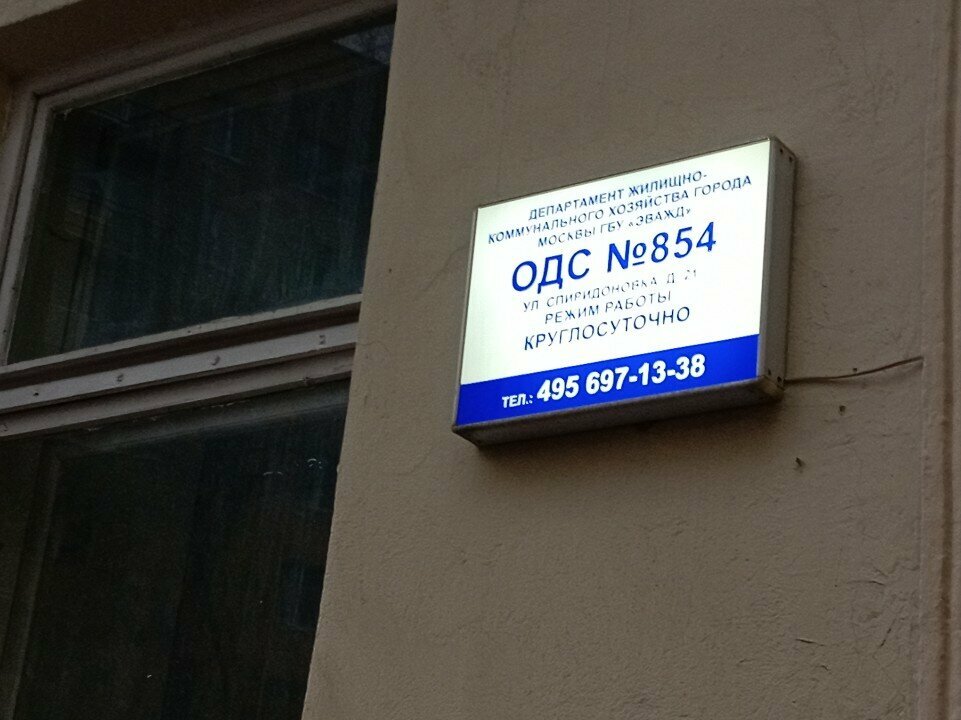 ДЕПАРТАМЕНТ ЖИЛИЩНО-
КОММУНАЛЬНОГО ХОЗЯЙСТВА ГОРОДА
МОСКВЫ ГБУ «ЭВАЖД»
ОДС №854
УЛ. СПИРИДОНОВКА Д. 21
РЕЖИМ РАБОТЫ
КРУГЛОСУТОЧНО
ТЕЛ.: 495 697-13-38